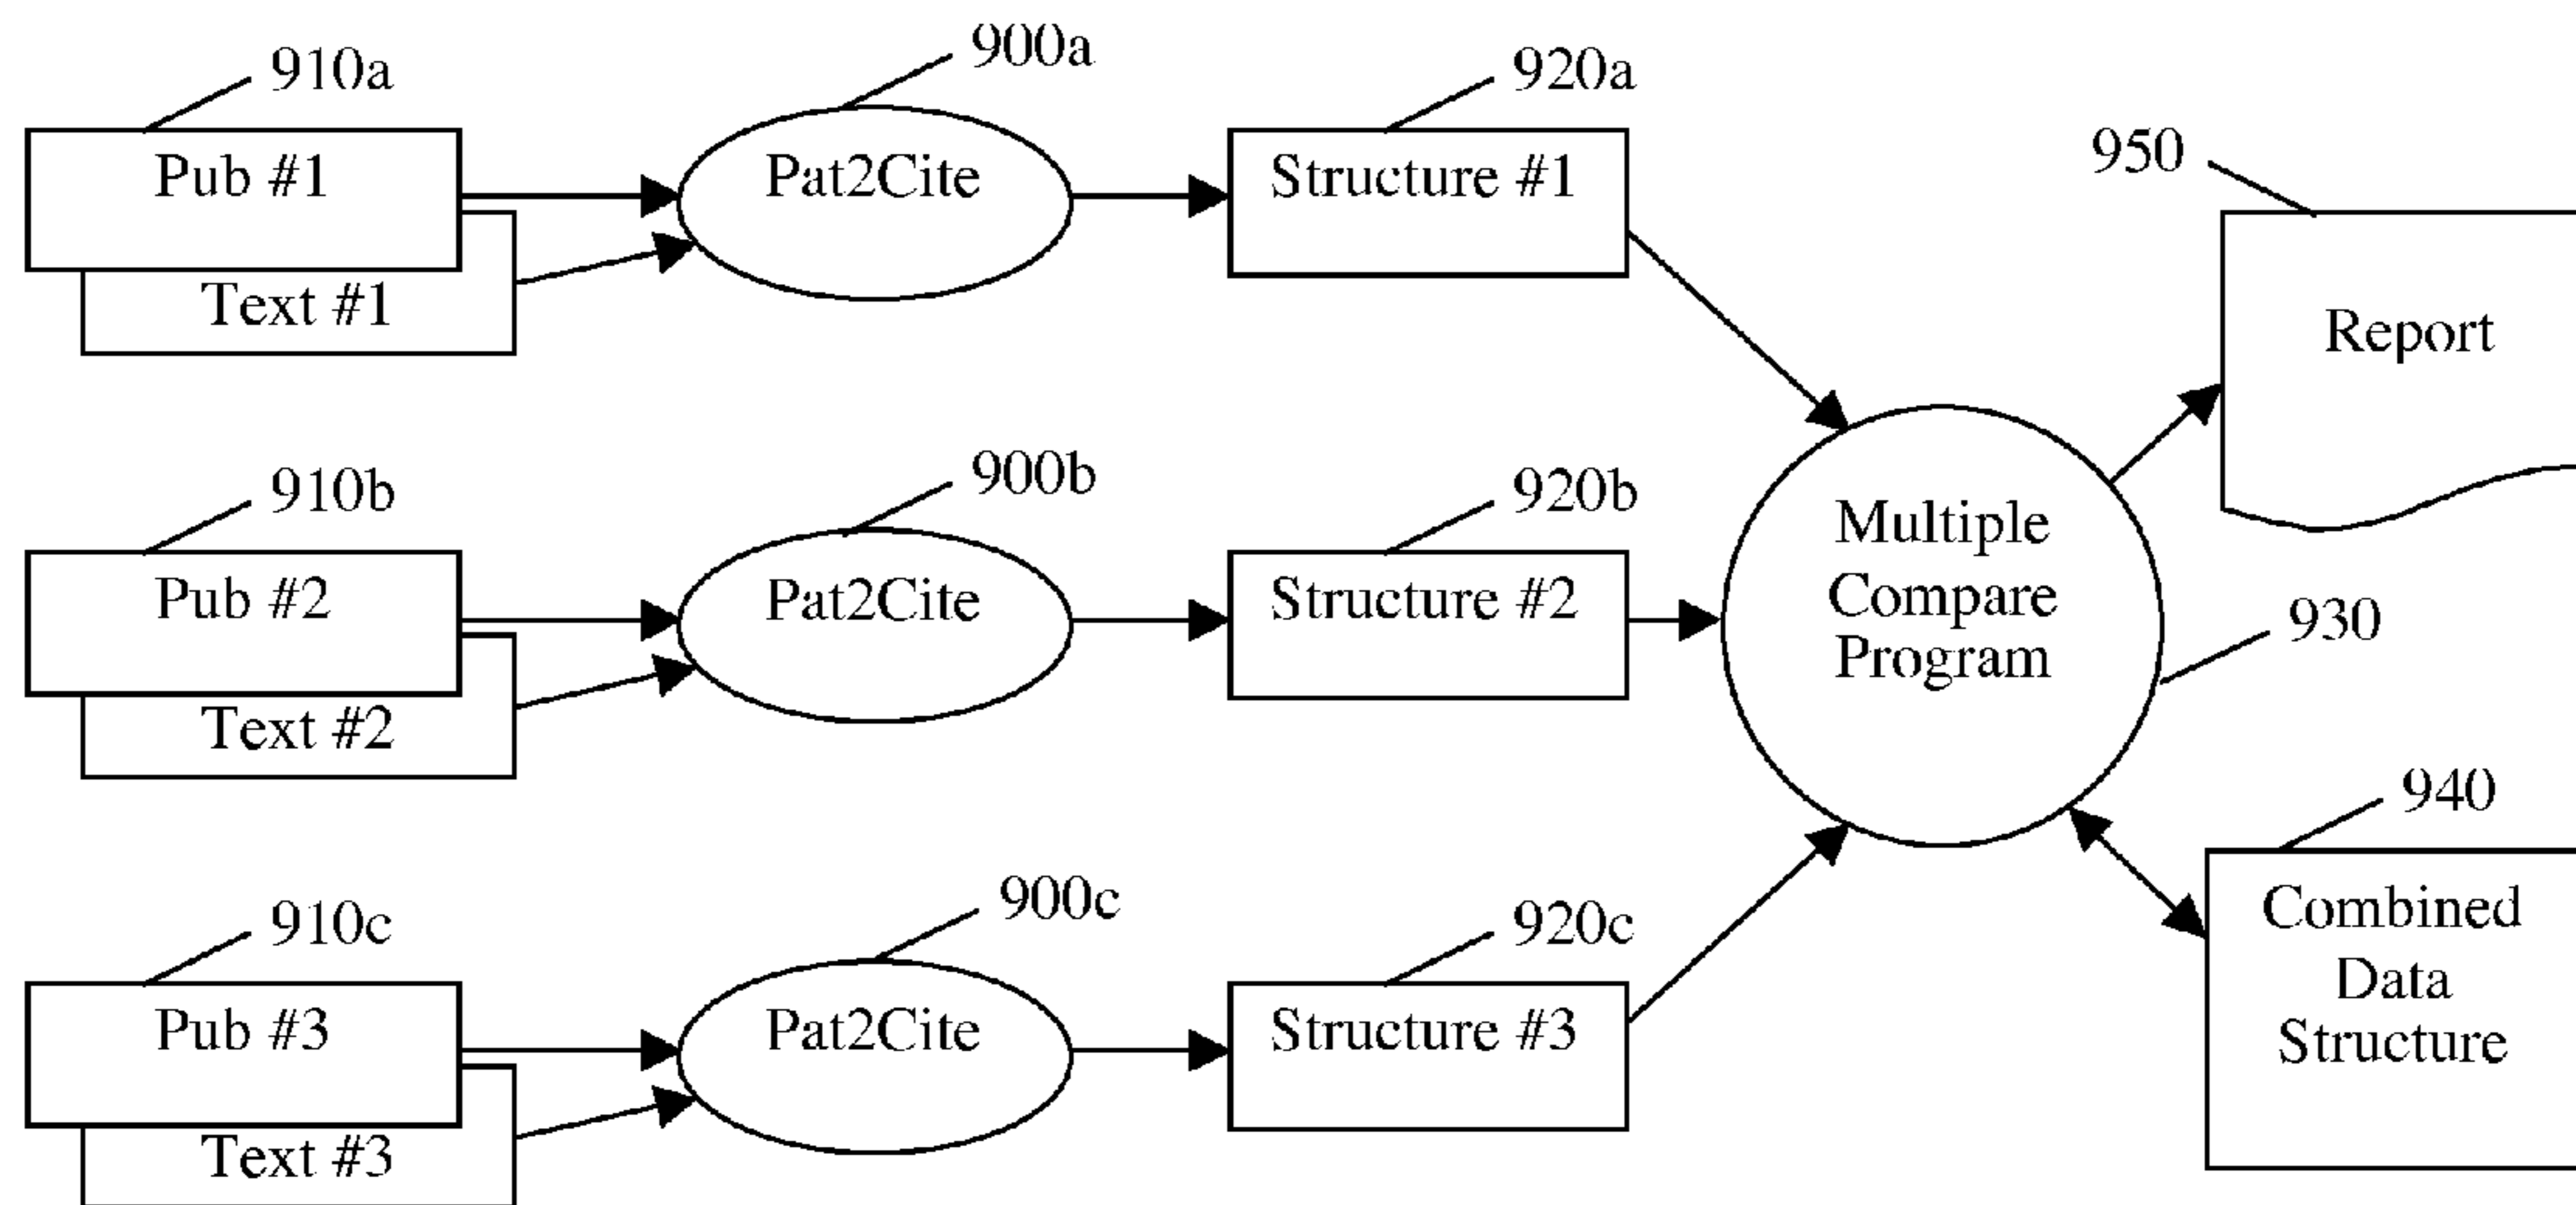 910a
900a
920a
950
Pub #1
Pat2Cite
Structure #1
Text #1
Report
910b
900b
920b
Pub #2
Pat2Cite
Structure #2
Text #2
Multiple
Compare
Program
930
940
910c
900c
920c
Pub #3
Pat2Cite
Structure #3
Text #3
Combined
Data
Structure